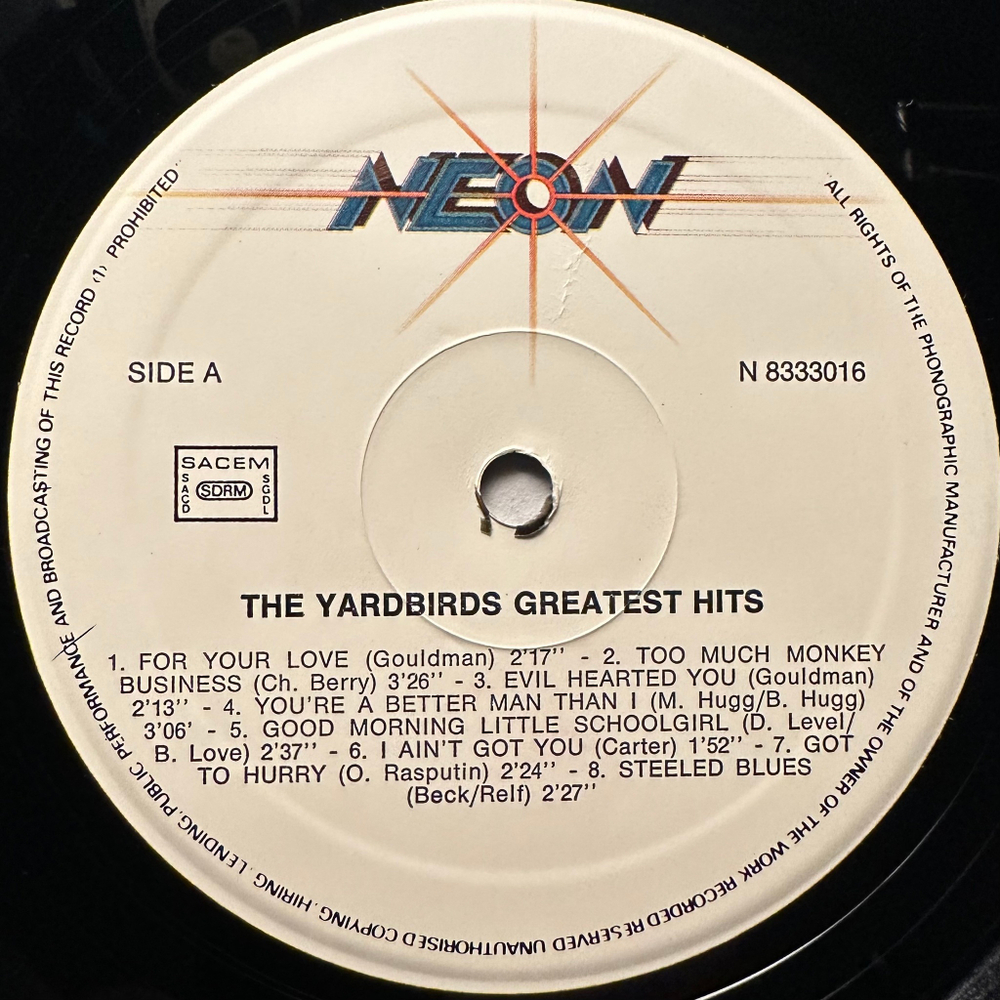 NEON
SIDE A
N 8333016
SACEM
SACD
SDRM
SGDL
THE YARDBIRDS GREATEST HITS
1. FOR YOUR LOVE (Gouldman) 2'17'' - 2. TOO MUCH MONKEY
BUSINESS (Ch. Berry) 3'26'' - 3. EVIL HEARTED YOU (Gouldman)
2'13'' - 4. YOU'RE A BETTER MAN THAN I (M. Hugg/B. Hugg)
3'06' - 5. GOOD MORNING LITTLE SCHOOLGIRL (D. Level/
B. Love) 2'37'' - 6. I AIN'T GOT YOU (Carter) 1'52'' - 7. GOT
TO HURRY (O. Rasputin) 2'24'' - 8. STEELED BLUES
(Beck/Relf) 2'27''
ALL RIGHTS OF THE PHONOGRAPHIC MANUFACTURER AND OF THE OWNER OF THE WORK RECORDED RESERVED UNAUTHORISED COPYING. HIRING. LENDING. PUBLIC PERFORMANCE AND BROADCASTING OF THIS RECORD (1) PROHIBITED